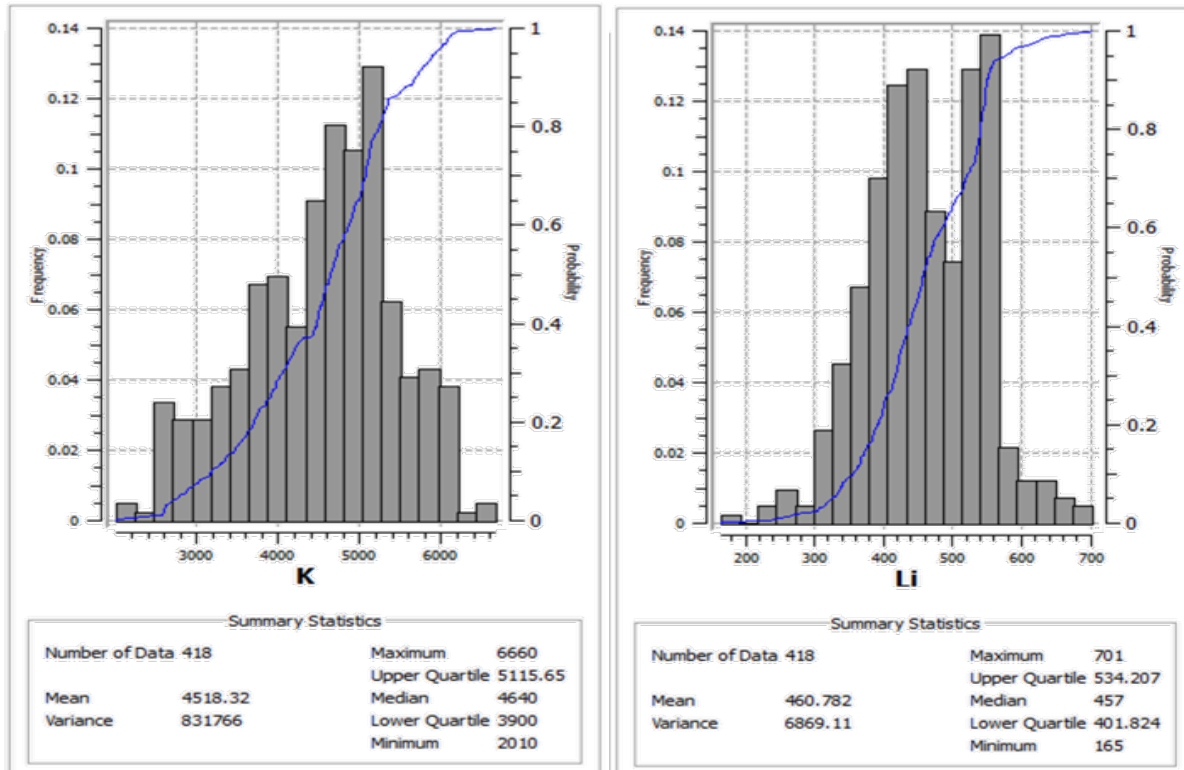 0.14
0.12
0.1
0.08
0.06
0.04
0.02
0
Frequency
1
0.8
0.6
0.4
0.2
0
Probability
3000 4000 5000 6000
K
Summary Statistics
Number of Data 418 Maximum 6660
Upper Quartile 5115.65
Mean 4518.32 Median 4640
Variance 831766 Lower Quartile 3900
Minimum 2010
0.14
0.12
0.1
0.08
0.06
0.04
0.02
0
Frequency
1
0.8
0.6
0.4
0.2
0
Probability
200 300 400 500 600 700
Li
Summary Statistics
Number of Data 418 Maximum 701
Upper Quartile 534.207
Mean 460.782 Median 457
Variance 6869.11 Lower Quartile 401.824
Minimum 165